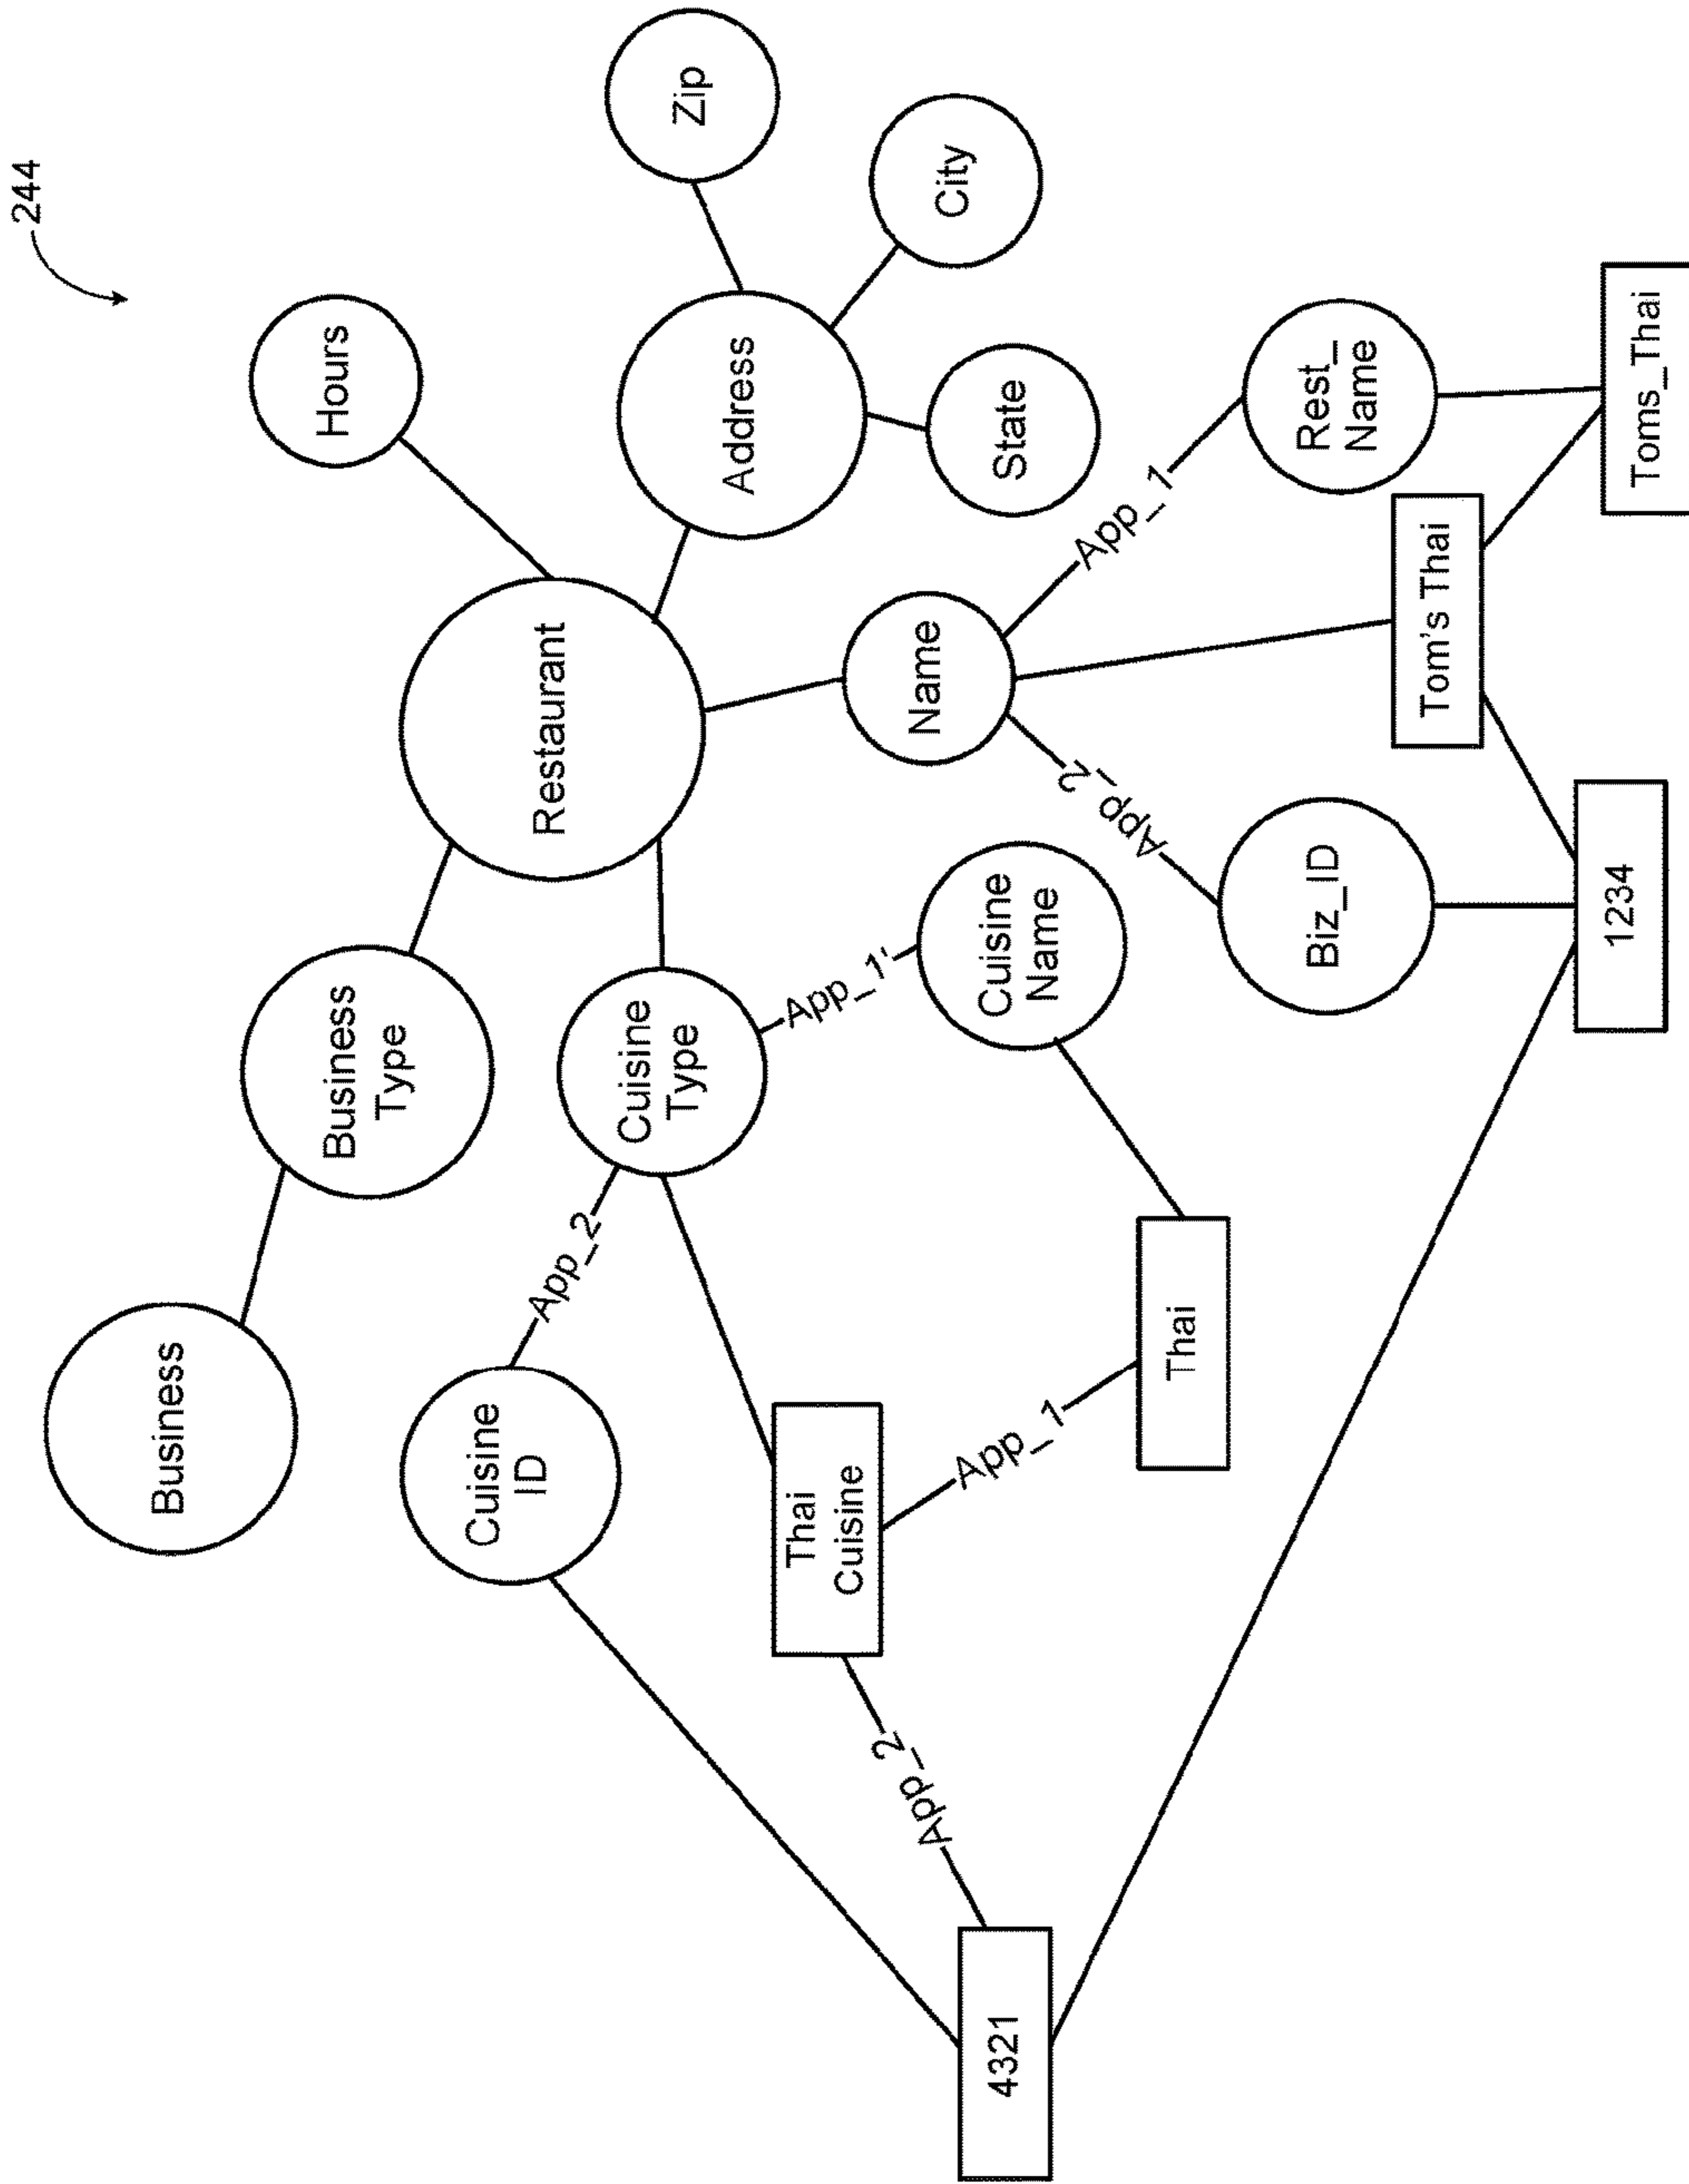 244
Business
Business
Type
Hours
Restaurant
Zip
Address
City
State
Cuisine
ID
App_2
Cuisine
Type
App_1'
Cuisine
Name
Name
App_2
App_1
Thai
Cuisine
App_2
App_1
Thai
Biz_ID
Rest_
Name
Tom's Thai
4321
1234
Toms_Thai